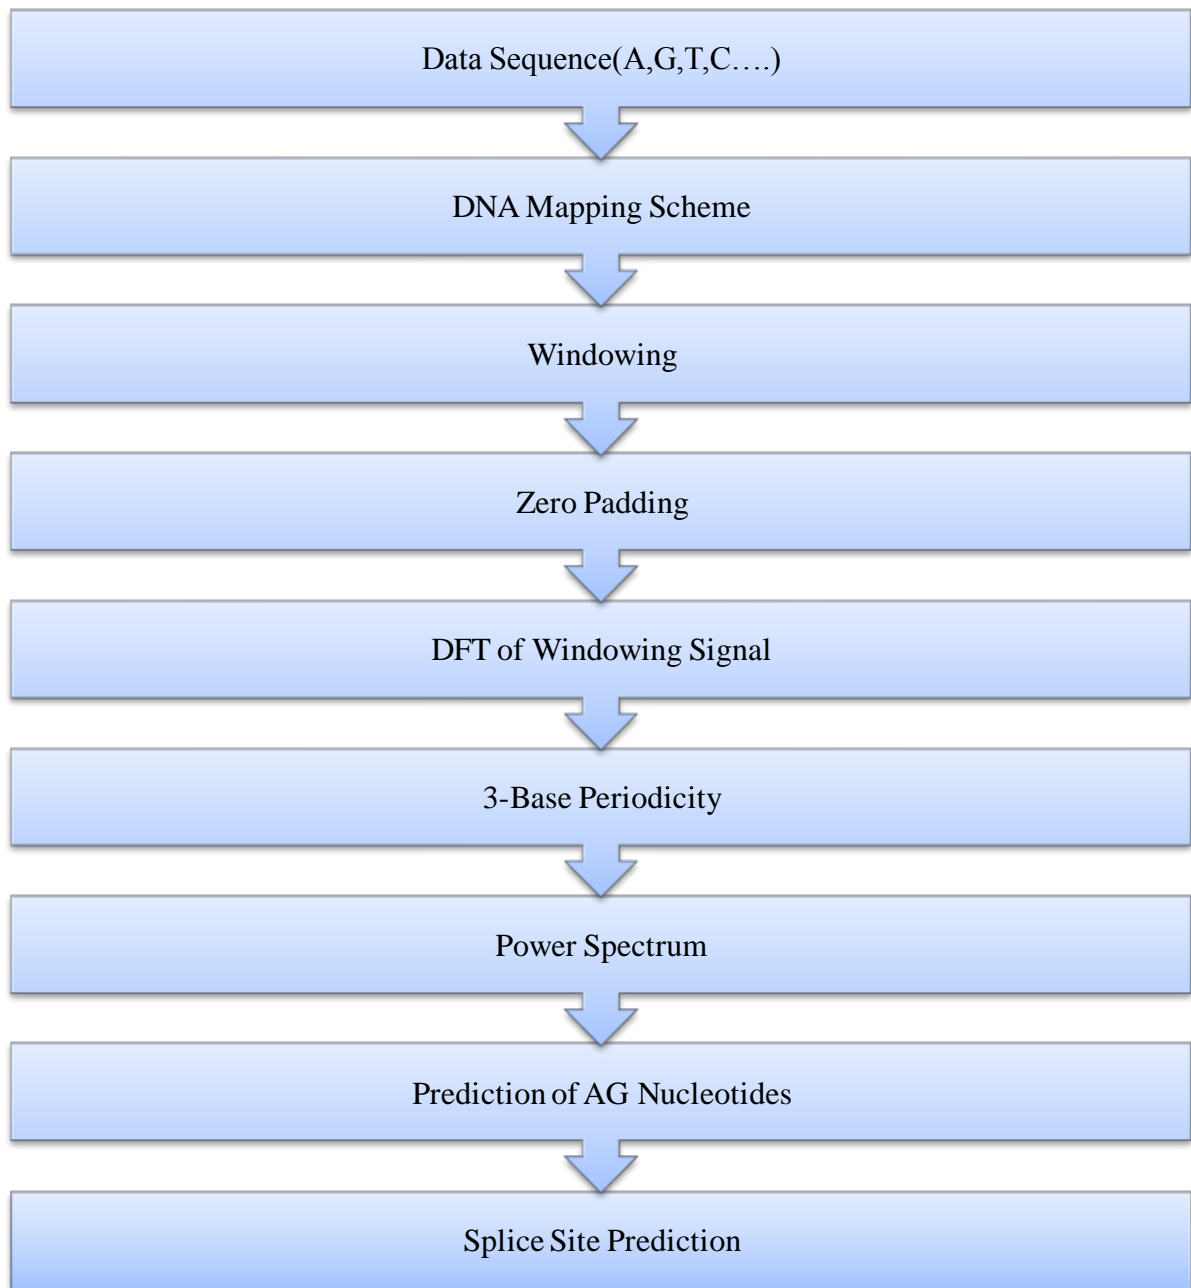 Data Sequence(A,G,T,C….)
DNA Mapping Scheme
Windowing
Zero Padding
DFT of Windowing Signal
3-Base Periodicity
Power Spectrum
Prediction of AG Nucleotides
Splice Site Prediction